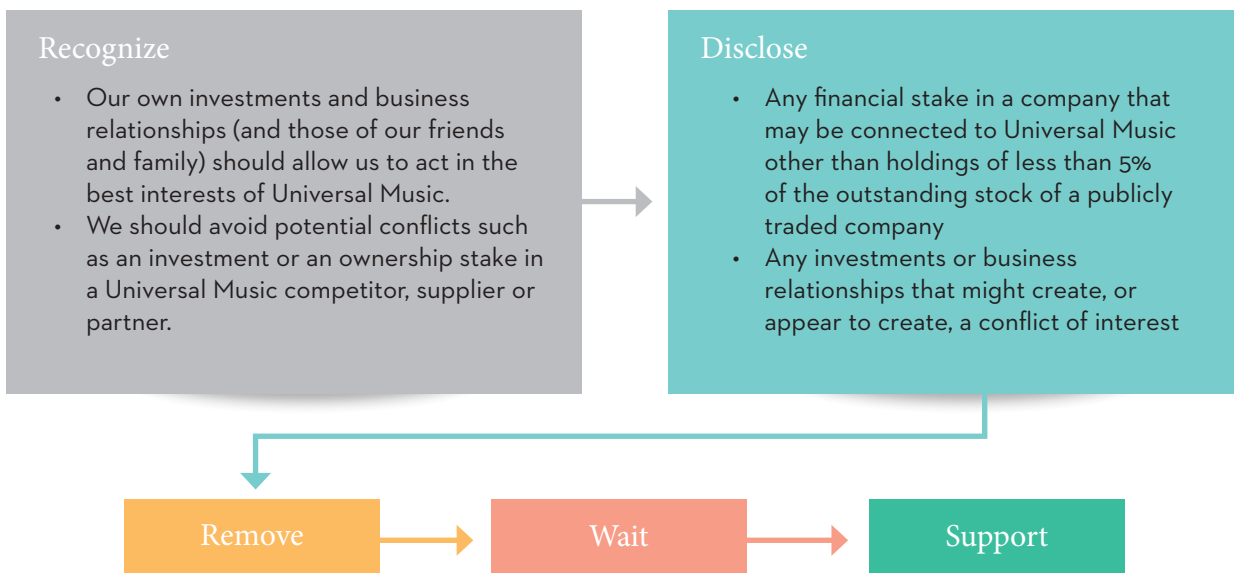 Recognize
• Our own investments and business
relationships (and those of our friends
and family) should allow us to act in the
best interests of Universal Music.
• We should avoid potential conflicts such
as an investment or an ownership stake in
a Universal Music competitor, supplier or
partner.
Disclose
• Any financial stake in a company that
may be connected to Universal Music
other than holdings of less than 5%
of the outstanding stock of a publicly
traded company
• Any investments or business
relationships that might create, or
appear to create, a conflict of interest
Remove
Wait
Support